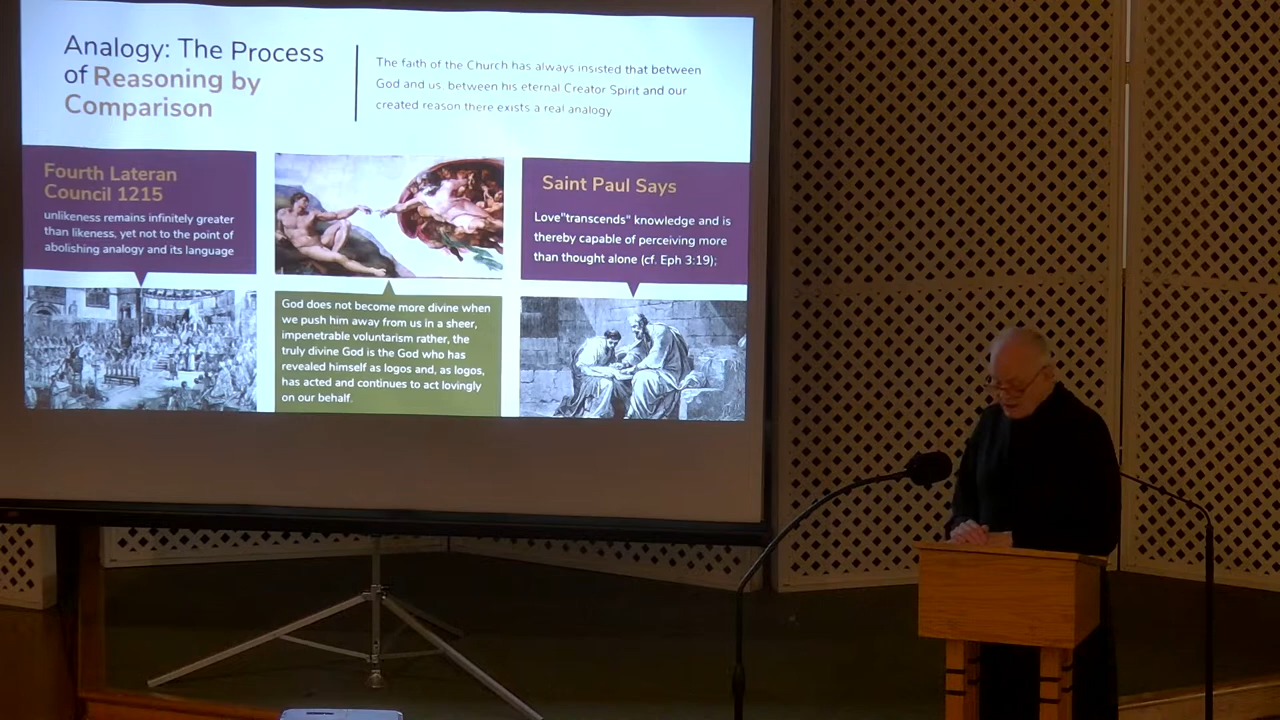 Analogy: The Process
of Reasoning by
Comparison
The faith of the Church has always insisted that between
God and us, between his eternal Creator Spirit and our
created reason there exists a real analogy
Fourth Lateran
Council 1215
unlikeness remains infinitely greater
than likeness, yet not to the point of
abolishing analogy and its language
God does not become more divine when
we push him away from us in a sheer,
impenetrable voluntarism rather, the
truly divine God is the God who has
revealed himself as logos and, as logos,
has acted and continues to act lovingly
on our behalf.
Saint Paul Says
Love"transcends" knowledge and is
thereby capable of perceiving more
than thought alone (cf. Eph 3:19);